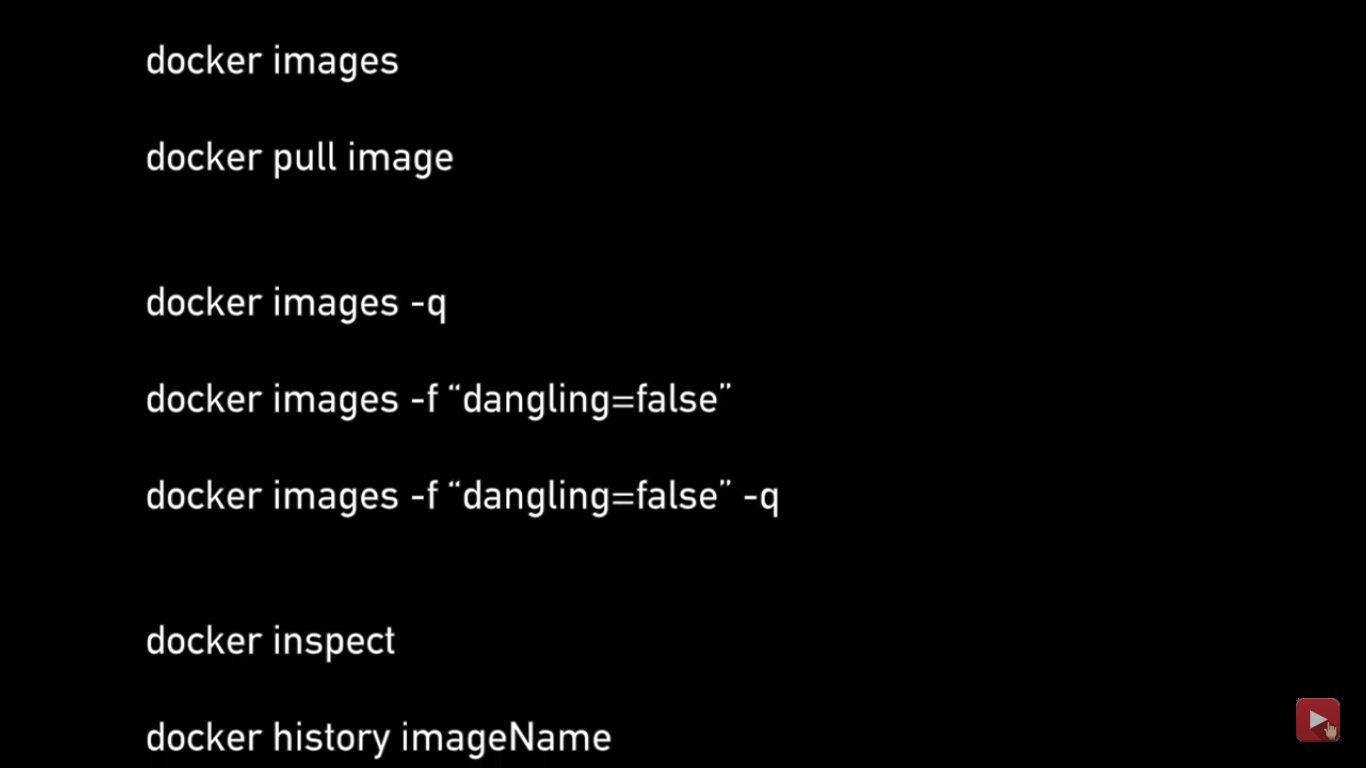 docker images
docker pull image
docker images -q
docker images -f “dangling=false”
docker images -f “dangling=false” -q
docker inspect
docker history imageName